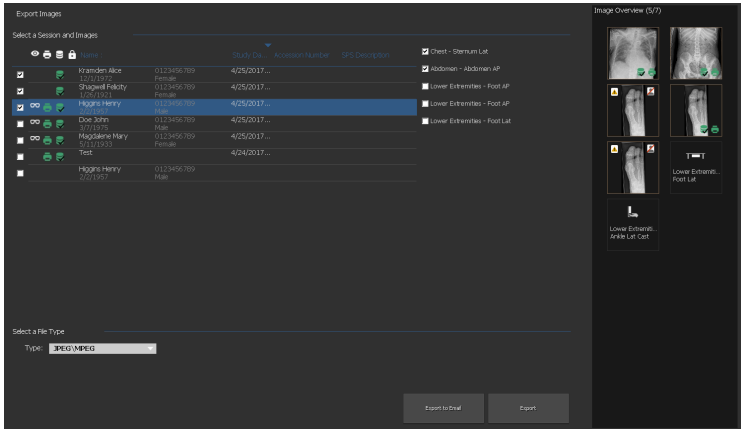 Export Images
Select a Session and Images
Name
Study Da...
Accession Number
SPS Description
Kramden Alice
12/1/1972
0123456789
Female
4/25/2017...
Shagwell Felicity
1/26/1921
0123456789
Female
4/25/2017...
Higgins Henry
2/2/1957
0123456789
Male
4/25/2017...
Doe John
3/7/1975
0123456789
Male
4/25/2017...
Magdalene Mary
5/11/1933
0123456789
Female
4/25/2017...
Test
4/24/2017...
Higgins Henry
2/2/1957
0123456789
Male
Chest - Sternum Lat
Abdomen - Abdomen AP
Lower Extremities - Foot AP
Lower Extremities - Foot AP
Lower Extremities - Foot Lat
Select a File Type
Type: JPEG\MPEG
Export to Email
Export
Image Overview (5/7)
Lower Extremiti...
Foot Lat
Lower Extremiti...
Ankle Lat Cast